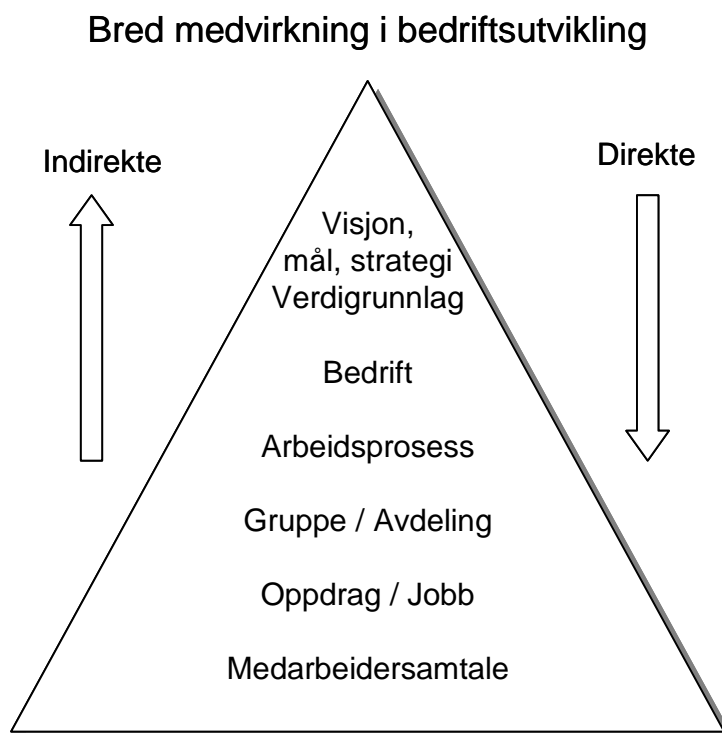 Bred medvirkning i bedriftsutvikling
Indirekte
Direkte
Visjon,
mål, strategi
Verdigrunnlag
Bedrift
Arbeidsprosess
Gruppe / Avdeling
Oppdrag / Jobb
Medarbeidersamtale